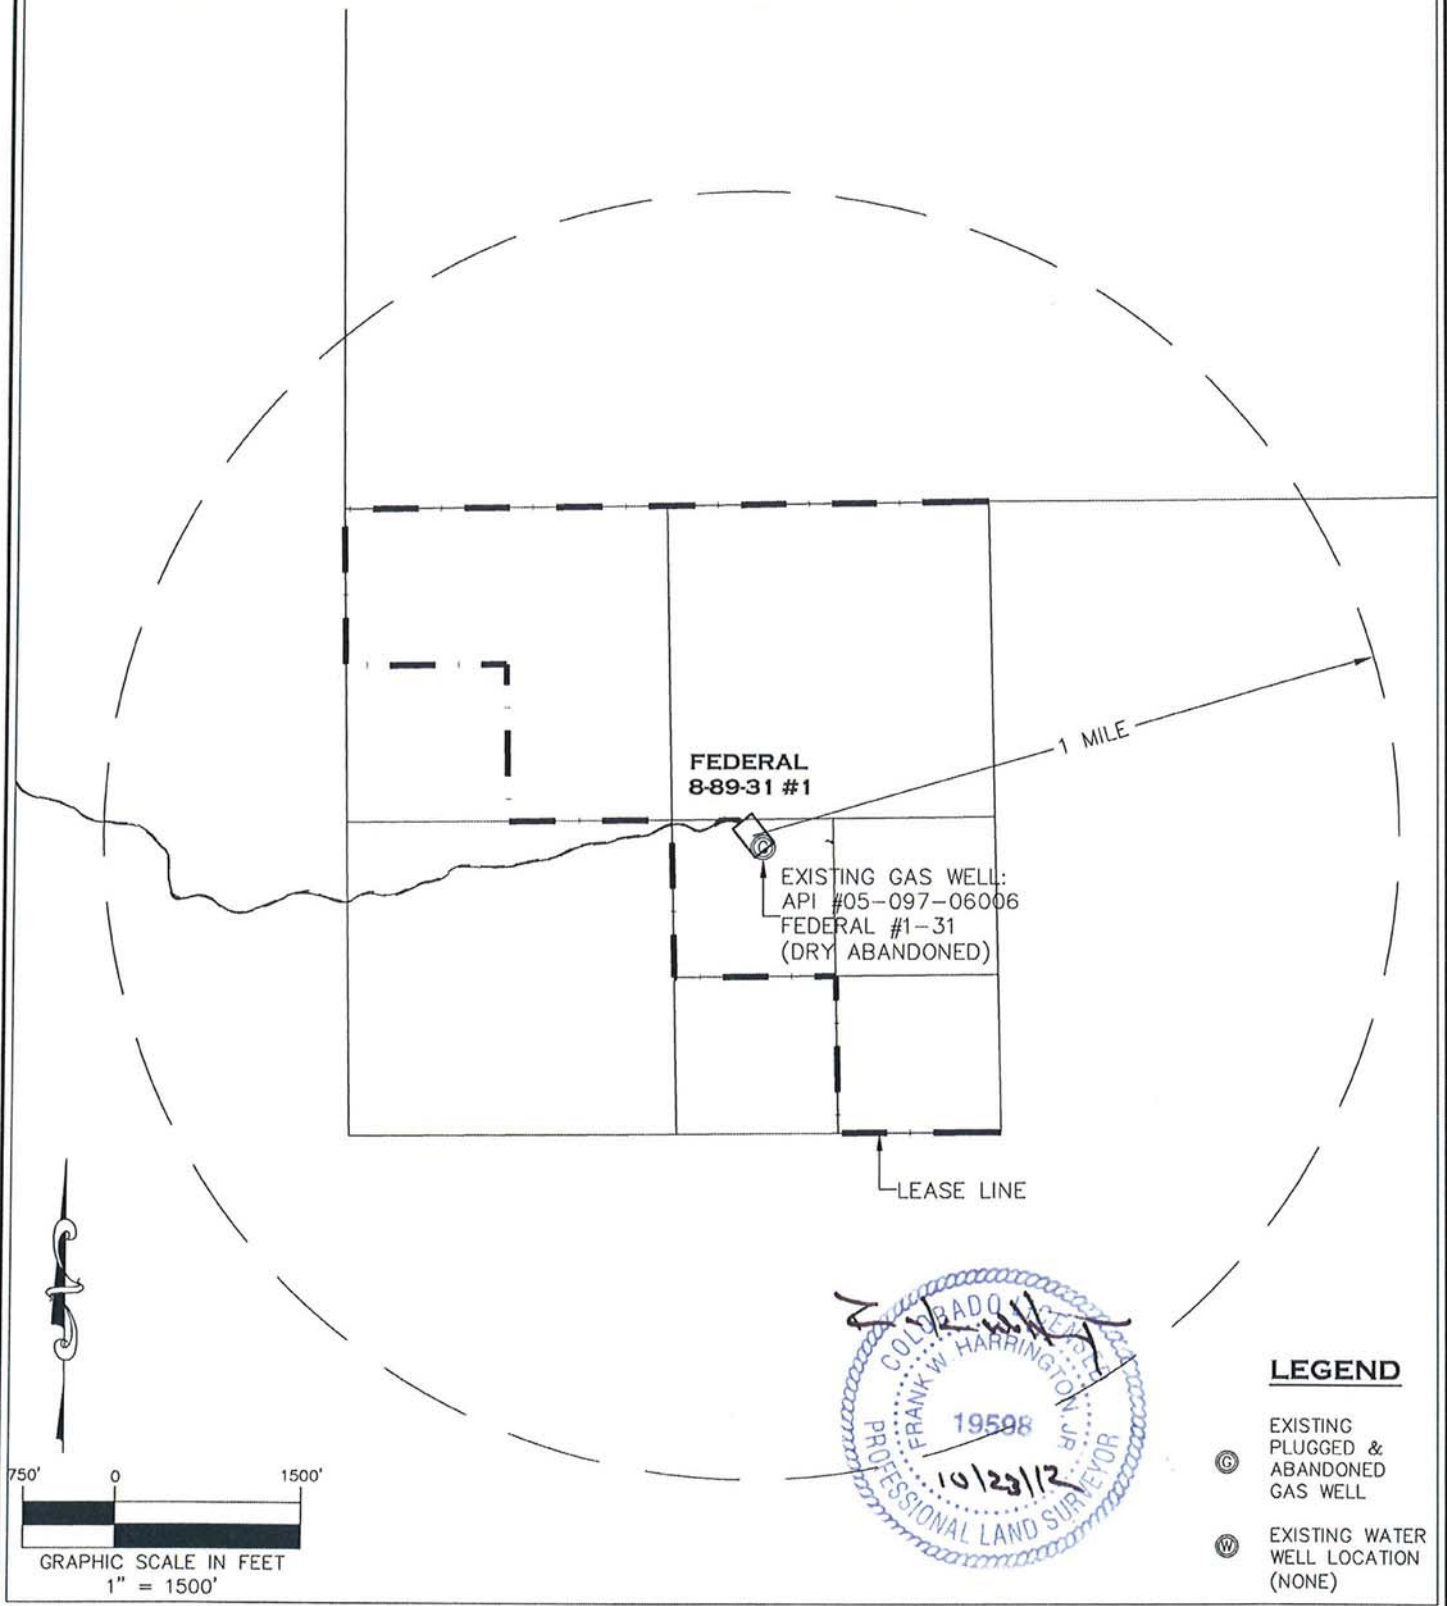 1 MILE
FEDERAL
8-89-31 #1
EXISTING GAS WELL:
API #05-097-06006
FEDERAL #1-31
(DRY ABANDONED)
LEASE LINE
COLORADO LICENSED
FRANK W. HARRINGTON, JR
19598
10/23/12
PROFESSIONAL LAND SURVEYOR
LEGEND
G EXISTING
PLUGGED &
ABANDONED
GAS WELL
W EXISTING WATER
WELL LOCATION
(NONE)
750' 0 1500'
GRAPHIC SCALE IN FEET
1" = 1500'